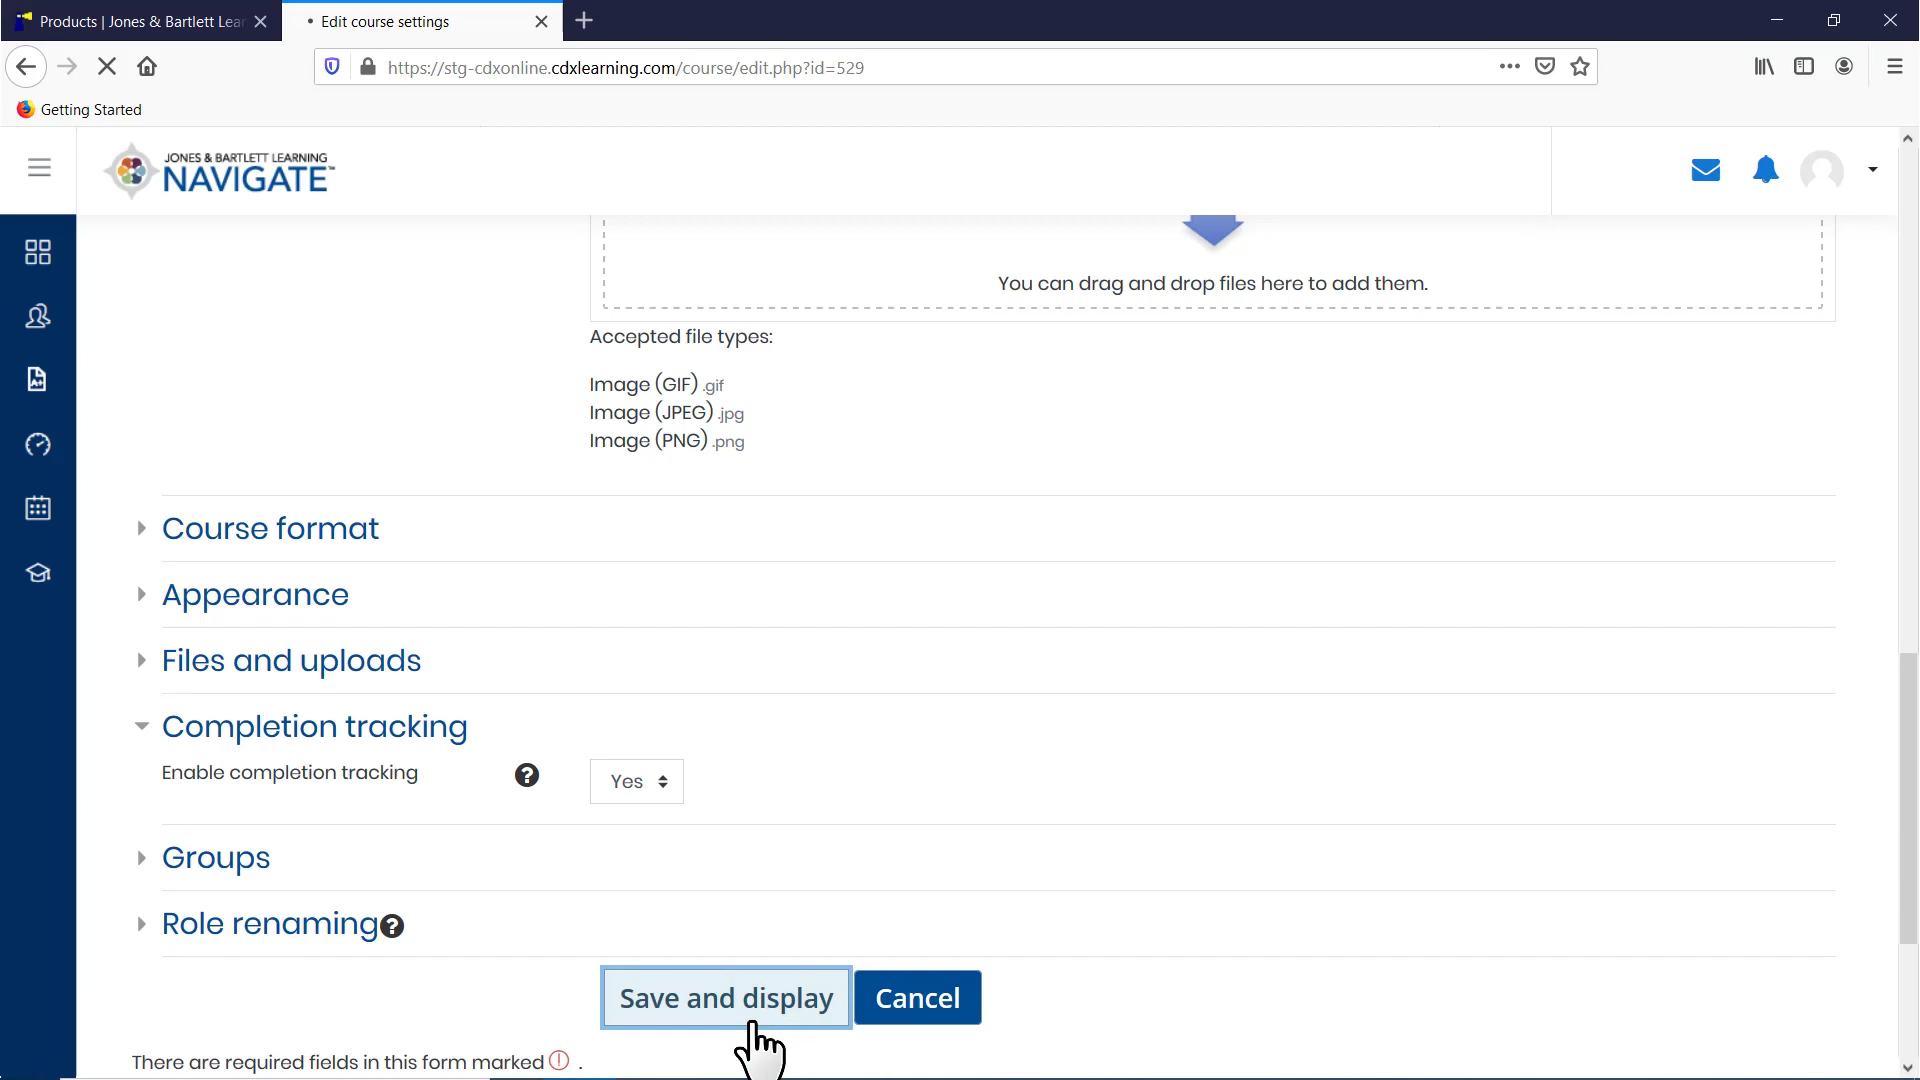 Products | Jones & Bartlett Lear
• Edit course settings
https://stg-cdxonline.cdxlearning.com/course/edit.php?id=529
Getting Started
JONES & BARTLETT LEARNING
NAVIGATE™
You can drag and drop files here to add them.
Accepted file types:
Image (GIF) .gif
Image (JPEG) .jpg
Image (PNG) .png
Course format
Appearance
Files and uploads
Completion tracking
Enable completion tracking ? Yes
Groups
Role renaming ?
Save and display Cancel
There are required fields in this form marked ! .